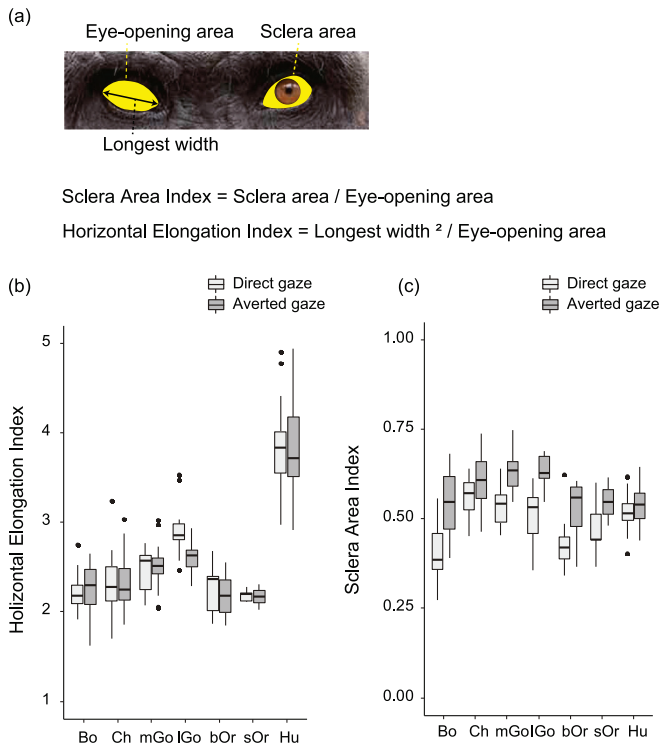 (a)
Eye-opening area
Sclera area
Longest width
Sclera Area Index = Sclera area / Eye-opening area
Horizontal Elongation Index = Longest width ² / Eye-opening area
(b)
Direct gaze
Averted gaze
Holizontal Elongation Index
5
4
3
2
1
Bo Ch mGo lGo bOr sOr Hu
(c)
Direct gaze
Averted gaze
Sclera Area Index
1.00
0.75
0.50
0.25
0.00
Bo Ch mGo lGo bOr sOr Hu